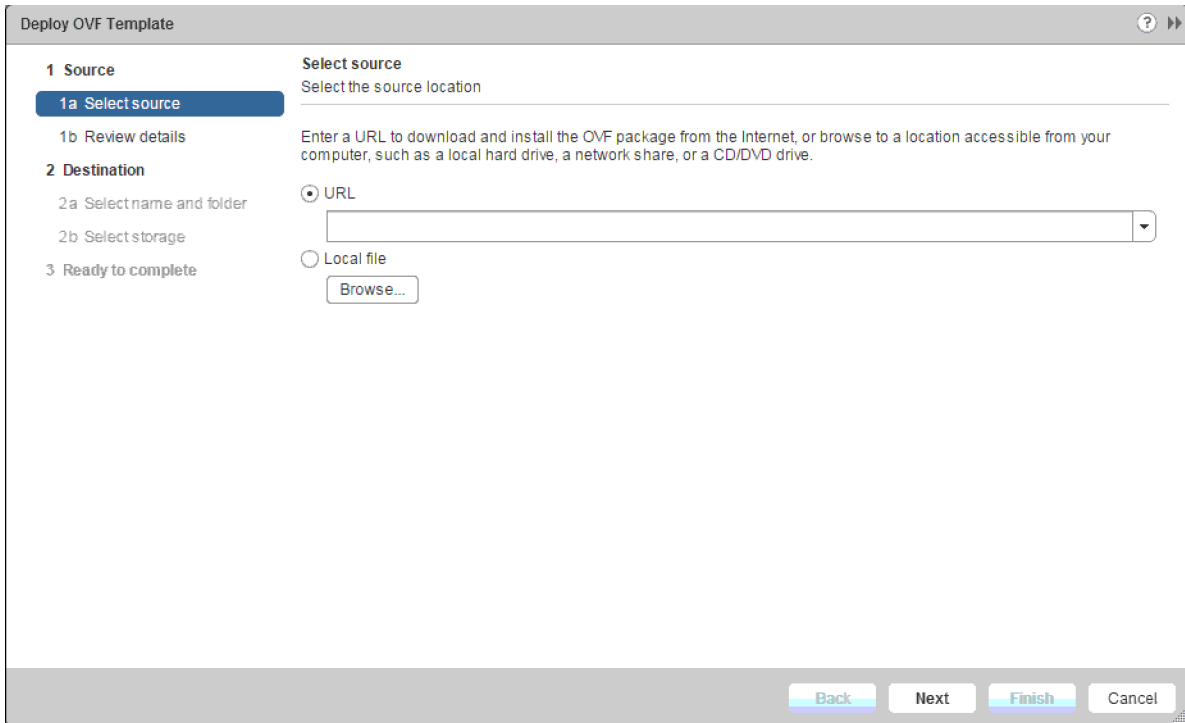 Deploy OVF Template
?
1 Source
1a Select source
1b Review details
2 Destination
2a Select name and folder
2b Select storage
3 Ready to complete
Select source
Select the source location
Enter a URL to download and install the OVF package from the Internet, or browse to a location accessible from your
computer, such as a local hard drive, a network share, or a CD/DVD drive.
URL
Local file
Browse...
Back
Next
Finish
Cancel